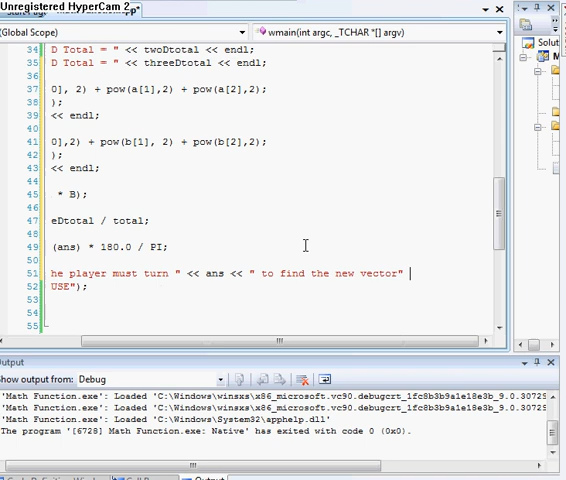 Unregistered HyperCam 2
(Global Scope)
wmain(int argc, _TCHAR *[] argv)
Solut
M
34 D Total = " << twoDtotal << endl;
35 D Total = " << threeDtotal << endl;
36
37 0], 2) + pow(a[1],2) + pow(a[2],2);
38 );
39 << endl;
40
41 0],2) + pow(b[1], 2) + pow(b[2],2);
42 );
43 << endl;
44
45 * B);
46
47 eDtotal / total;
48
49 (ans) * 180.0 / PI;
50
51 he player must turn " << ans << " to find the new vector"
52 USE");
53
54
55
Output
Show output from: Debug
'Math Function.exe': Loaded 'C:\Windows\winsxs\x86_microsoft.vc90.debugcrt_1fc8b3b9a1e18e3b_9.0.30729
'Math Function.exe': Loaded 'C:\Windows\winsxs\x86_microsoft.vc90.debugcrt_1fc8b3b9a1e18e3b_9.0.30729
'Math Function.exe': Loaded 'C:\Windows\System32\apphelp.dll'
The program '[6728] Math Function.exe: Native' has exited with code 0 (0x0).
Output